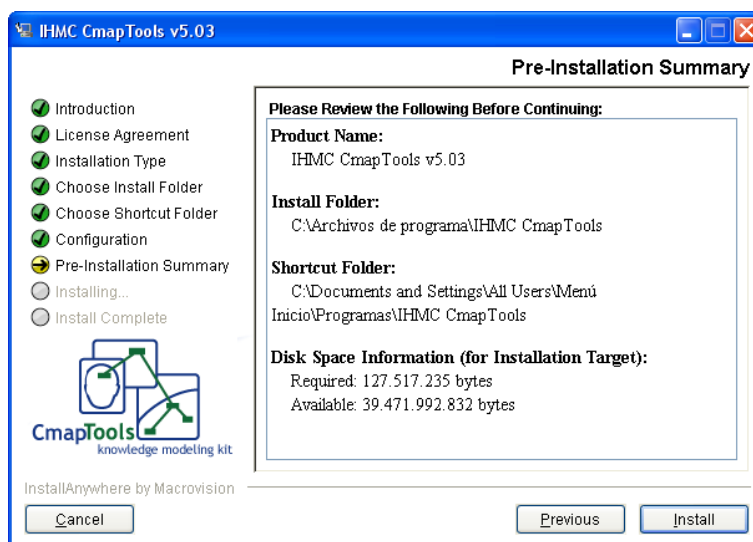 IHMC CmapTools v5.03
Pre-Installation Summary
Introduction
License Agreement
Installation Type
Choose Install Folder
Choose Shortcut Folder
Configuration
Pre-Installation Summary
Installing...
Install Complete
CmapTools
knowledge modeling kit
Please Review the Following Before Continuing:
Product Name:
IHMC CmapTools v5.03
Install Folder:
C:\Archivos de programa\IHMC CmapTools
Shortcut Folder:
C:\Documents and Settings\All Users\Menú
Inicio\Programas\IHMC CmapTools
Disk Space Information (for Installation Target):
Required: 127.517.235 bytes
Available: 39.471.992.832 bytes
InstallAnywhere by Macrovision
Cancel
Previous
Install